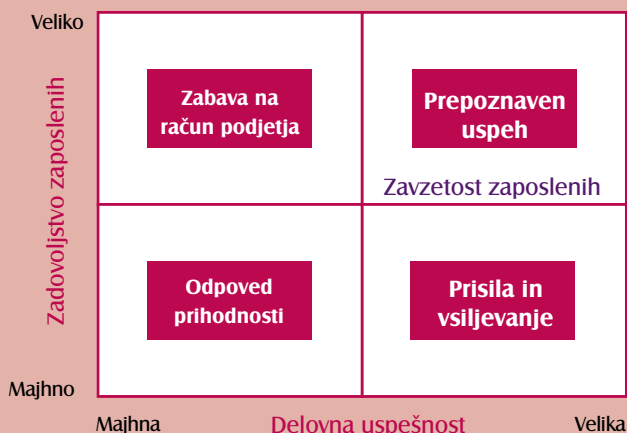 Veliko
Zadovoljstvo zaposlenih
Zabava na
račun podjetja
Prepoznaven
uspeh
Zavzetost zaposlenih
Odpoved
prihodnosti
Prisila in
vsiljevanje
Majhno
Majhna
Delovna uspešnost
Velika